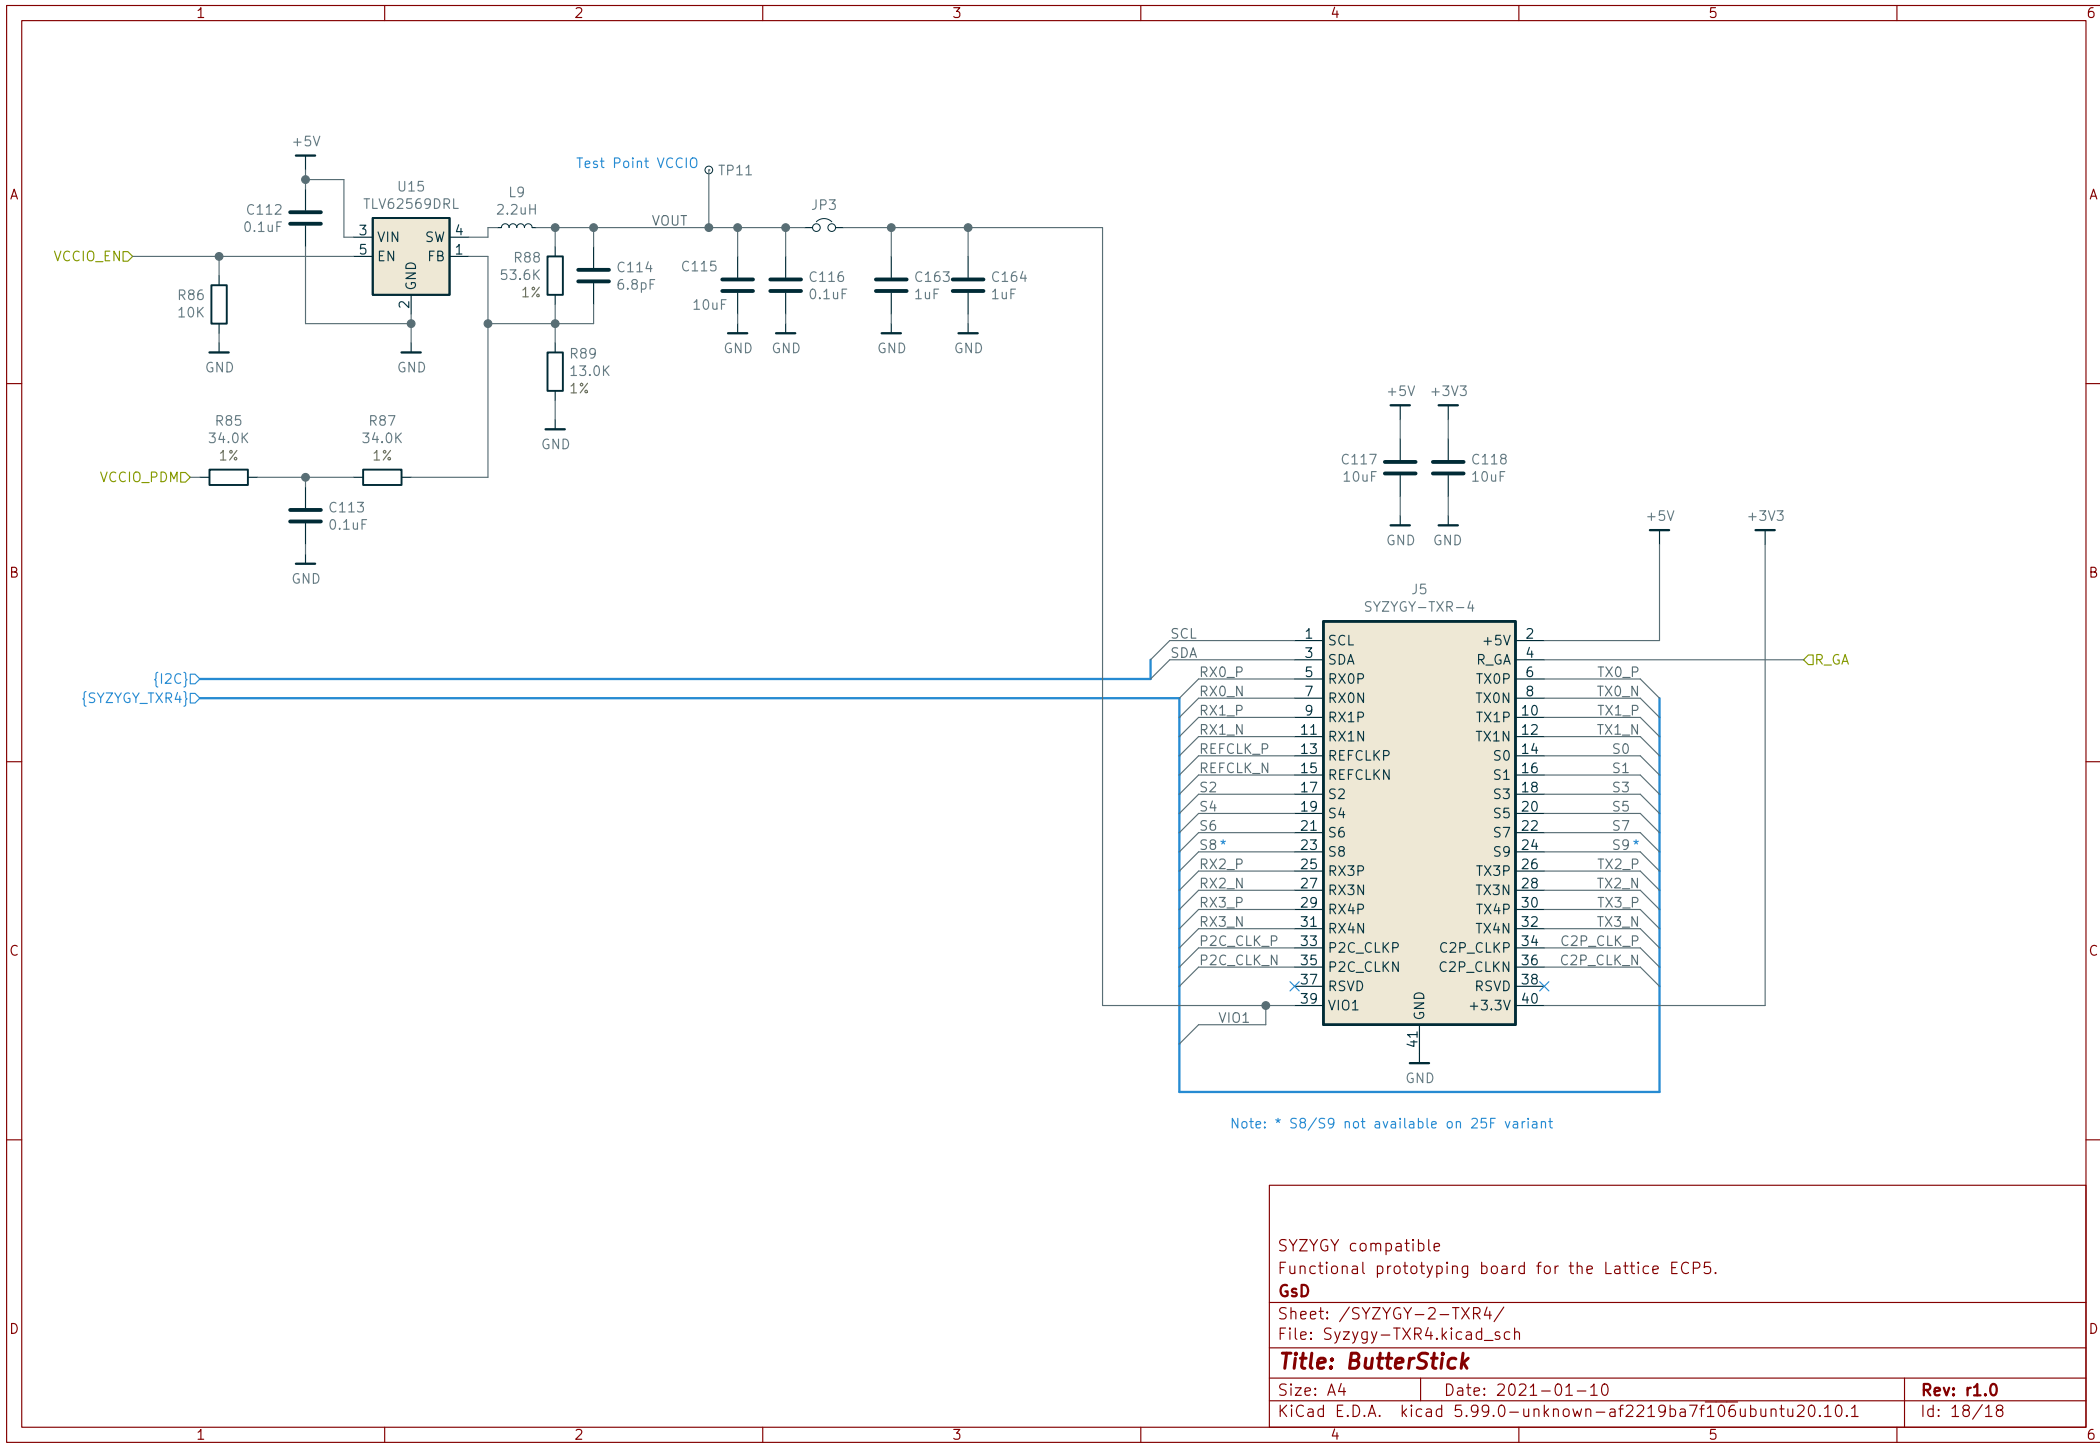 1 2 3 4 5 6
A A
B B
C C
D D
+5V
C112
0.1uF
U15
TLV62569DRL
3 VIN
5 EN
SW 4
FB 1
GND
2
VCCIO_EN
R86
10K
GND
GND
L9
2.2uH
R88
53.6K
1%
C114
6.8pF
R89
13.0K
1%
GND
VOUT
Test Point VCCIO
TP11
C115
10uF
GND
C116
0.1uF
GND
JP3
C163
1uF
GND
C164
1uF
GND
VCCIO_PDM
R85
34.0K
1%
R87
34.0K
1%
C113
0.1uF
GND
+5V +3V3
C117
10uF
C118
10uF
GND GND
+5V
+3V3
{I2C}
{SYZYGY_TXR4}
J5
SYZYGY-TXR-4
SCL 1 SCL +5V 2
SDA 3 SDA R_GA 4 R_GA
RX0_P 5 RX0P TX0P 6 TX0_P
RX0_N 7 RX0N TX0N 8 TX0_N
RX1_P 9 RX1P TX1P 10 TX1_P
RX1_N 11 RX1N TX1N 12 TX1_N
REFCLK_P 13 REFCLKP S0 14 S0
REFCLK_N 15 REFCLKN S1 16 S1
S2 17 S2 S3 18 S3
S4 19 S4 S5 20 S5
S6 21 S6 S7 22 S7
S8* 23 S8 S9 24 S9*
RX2_P 25 RX3P TX3P 26 TX2_P
RX2_N 27 RX3N TX3N 28 TX2_N
RX3_P 29 RX4P TX4P 30 TX3_P
RX3_N 31 RX4N TX4N 32 TX3_N
P2C_CLK_P 33 P2C_CLKP C2P_CLKP 34 C2P_CLK_P
P2C_CLK_N 35 P2C_CLKN C2P_CLKN 36 C2P_CLK_N
37 RSVD RSVD 38
39 VIO1 +3.3V 40
VIO1
GND
41
GND
Note: * S8/S9 not available on 25F variant
SYZYGY compatible
Functional prototyping board for the Lattice ECP5.
GsD
Sheet: /SYZYGY-2-TXR4/
File: Syzygy-TXR4.kicad_sch
Title: ButterStick
Size: A4 Date: 2021-01-10 Rev: r1.0
KiCad E.D.A. kicad 5.99.0-unknown-af2219ba7f106ubuntu20.10.1 Id: 18/18
1 2 3 4 5 6